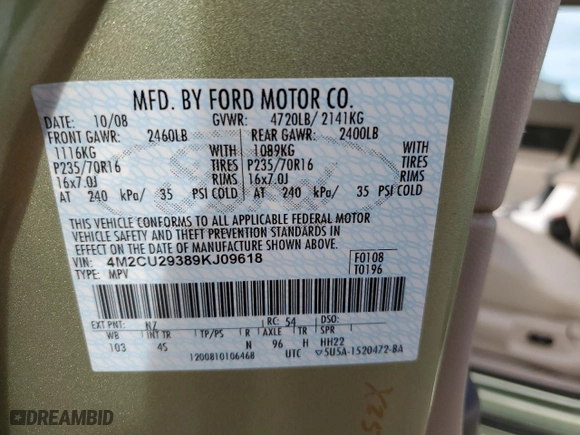 MFD. BY FORD MOTOR CO.
DATE: 10/08 GVWR: 4720LB/ 2141KG
FRONT GAWR: 2460LB REAR GAWR: 2400LB
1116KG WITH 1089KG WITH
P235/70R16 TIRES P235/70R16 TIRES
16x7.0J RIMS 16x7.0J RIMS
AT 240 kPa/ 35 PSI COLD AT 240 kPa/ 35 PSI COLD
THIS VEHICLE CONFORMS TO ALL APPLICABLE FEDERAL MOTOR
VEHICLE SAFETY AND THEFT PREVENTION STANDARDS IN
EFFECT ON THE DATE OF MANUFACTURE SHOWN ABOVE.
VIN: 4M2CU29389KJ09618 F0108
TYPE: MPV T0196
EXT PNT: NZ RC: 54 DSO:
WB INT TR TP/PS R AXLE TR SPR
103 4S N 96 H HH22
1200810106468 UTC ▽5U5A-1520472-BA
DREAMBID